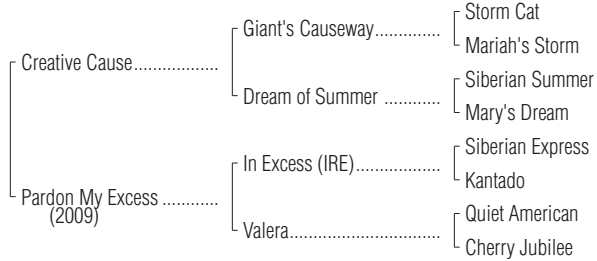 Storm Cat
Giant's Causeway..............
Mariah's Storm
Creative Cause..................
Siberian Summer
Dream of Summer ............
Mary's Dream
Siberian Express
In Excess (IRE)..................
Kantado
Pardon My Excess ............
(2009)
Quiet American
Valera................................
Cherry Jubilee